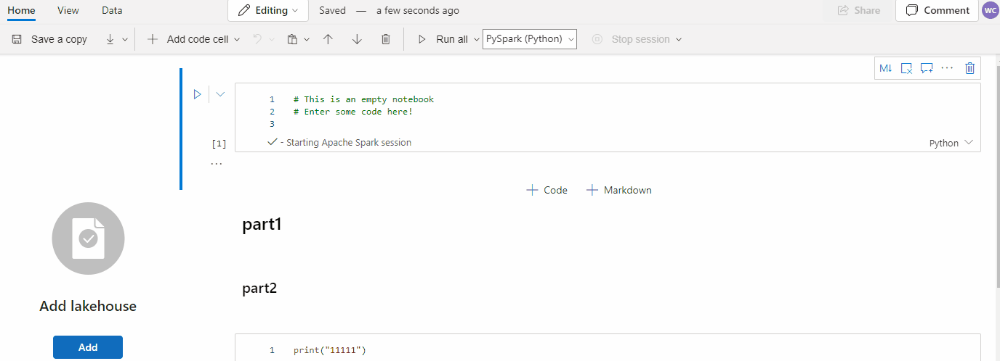 Home View Data Editing Saved — a few seconds ago Share Comment WC
Save a copy Add code cell Run all PySpark (Python) Stop session
M↓ ...
1 # This is an empty notebook
2 # Enter some code here!
3
[1] - Starting Apache Spark session Python
...
Code Markdown
part1
part2
Add lakehouse
Add
1 print("11111")